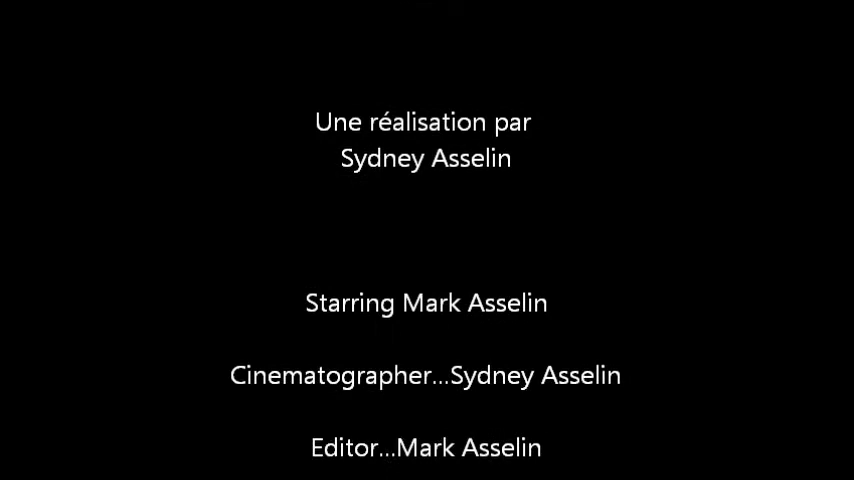 Une réalisation par
Sydney Asselin
Starring Mark Asselin
Cinematographer...Sydney Asselin
Editor...Mark Asselin